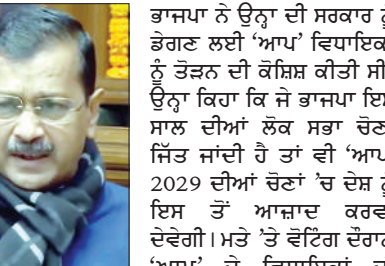 ਭਾਜਪਾ ਨੇ ਉਨ੍ਹਾ ਦੀ ਸਰਕਾਰ ਨੂੰ
ਡੇਗਣ ਲਈ ‘ਆਪ’ ਵਿਧਾਇਕਾਂ
ਨੂੰ ਤੋੜਨ ਦੀ ਕੋਸ਼ਿਸ਼ ਕੀਤੀ ਸੀ।
ਉਨ੍ਹਾ ਕਿਹਾ ਕਿ ਜੇ ਭਾਜਪਾ ਇਸ
ਸਾਲ ਦੀਆਂ ਲੋਕ ਸਭਾ ਚੋਣਾਂ
ਜਿੱਤ ਜਾਂਦੀ ਹੈ ਤਾਂ ਵੀ ‘ਆਪ’
2029 ਦੀਆਂ ਚੋਣਾਂ ’ਚ ਦੇਸ਼ ਨੂੰ
ਇਸ ਤੋਂ ਆਜ਼ਾਦ ਕਰਵਾ
ਦੇਵੇਗੀ। ਮਤੇ ’ਤੇ ਵੋਟਿੰਗ ਦੌਰਾਨ